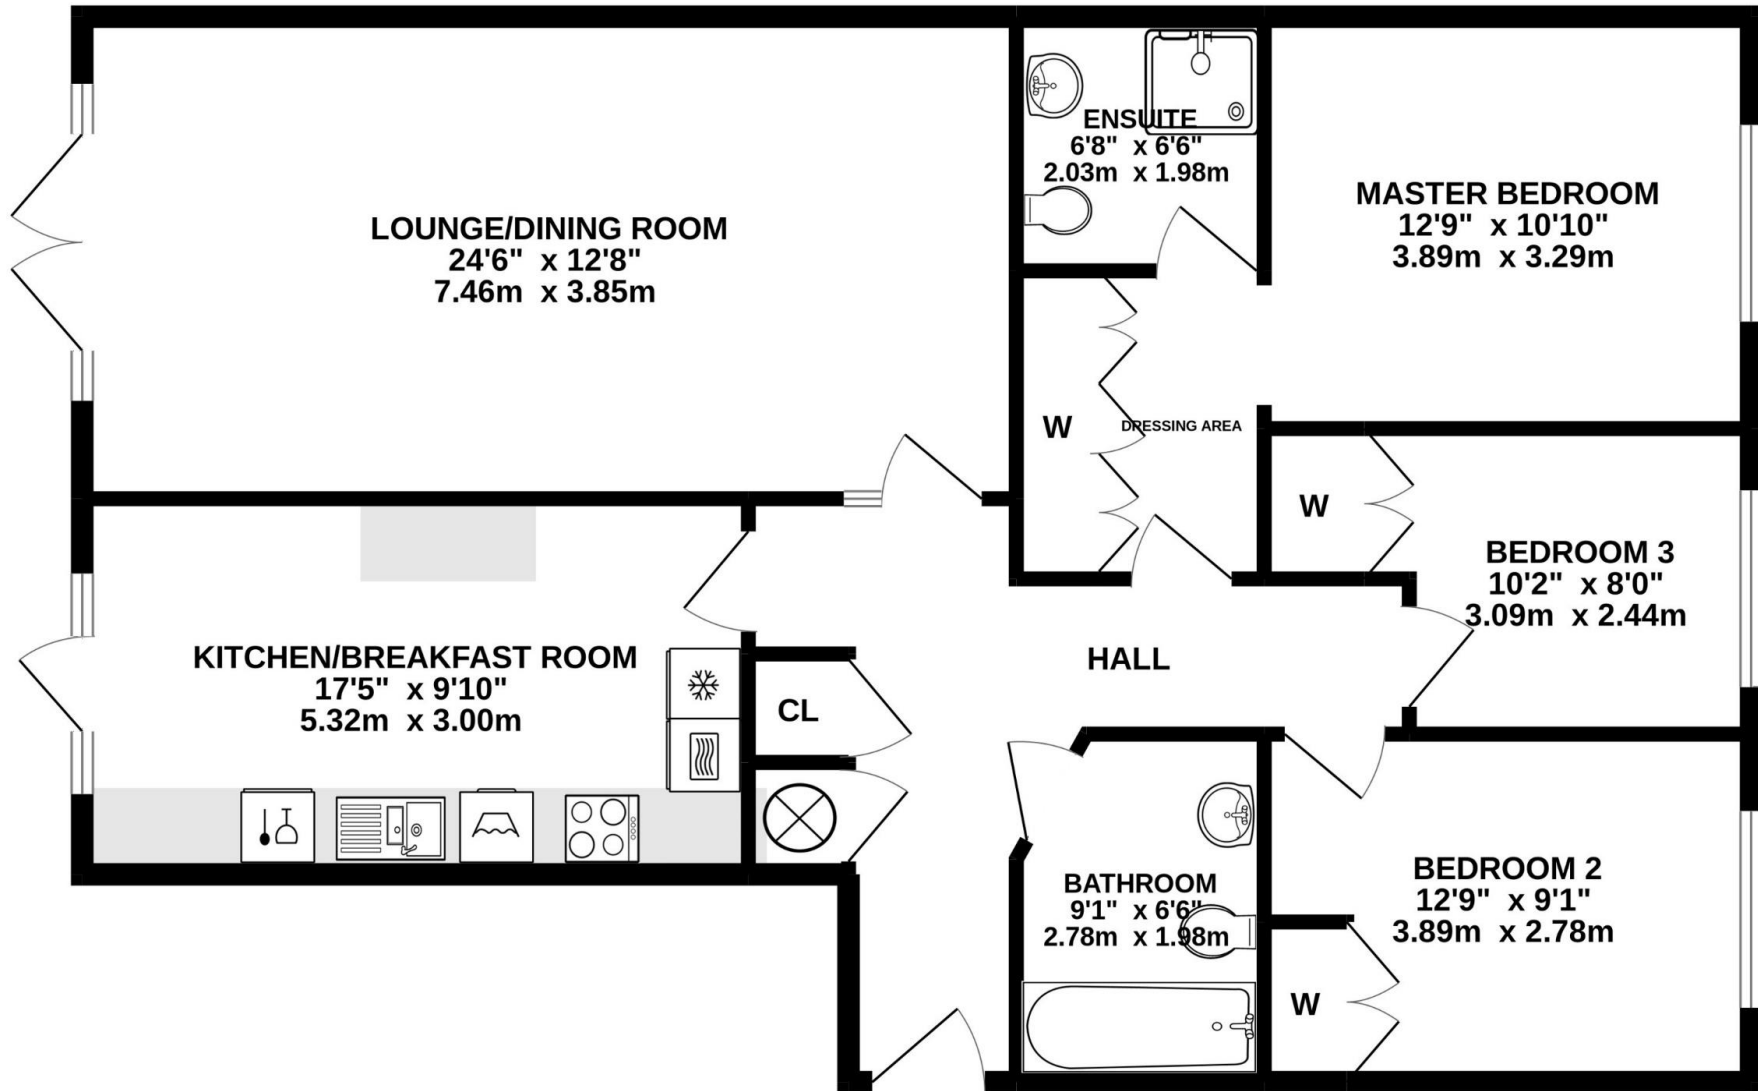 LOUNGE/DINING ROOM
24'6" x 12'8"
7.46m x 3.85m
ENSUITE
6'8" x 6'6"
2.03m x 1.98m
MASTER BEDROOM
12'9" x 10'10"
3.89m x 3.29m
W
DRESSING AREA
W
BEDROOM 3
10'2" x 8'0"
3.09m x 2.44m
KITCHEN/BREAKFAST ROOM
17'5" x 9'10"
5.32m x 3.00m
CL
HALL
BATHROOM
9'1" x 6'6"
2.78m x 1.98m
BEDROOM 2
12'9" x 9'1"
3.89m x 2.78m
W